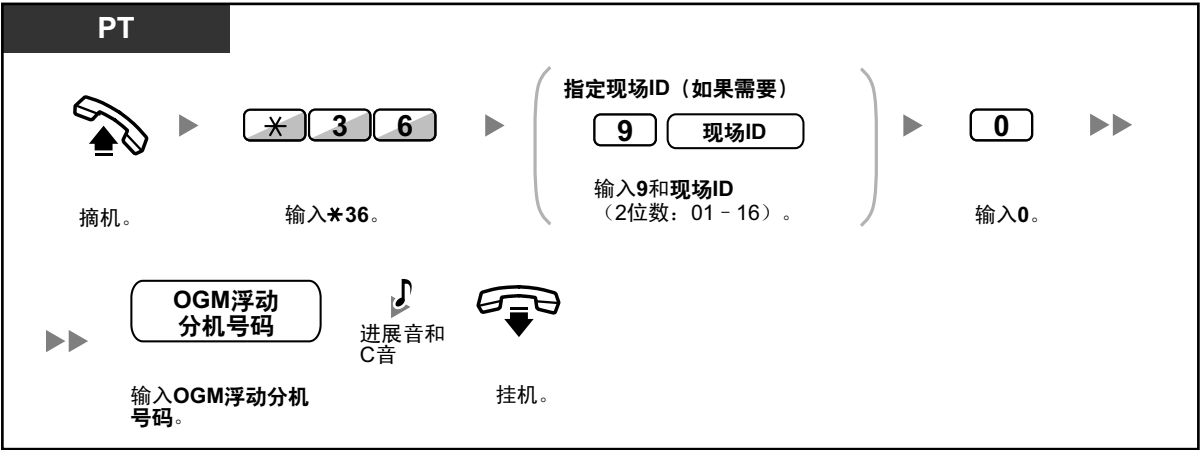 PT
指定现场ID（如果需要）
✳ 3 6
9 现场ID
0
输入9和现场ID
（2位数：01－16）。
摘机。
输入✳36。
输入0。
OGM浮动
分机号码
进展音和
C音
输入OGM浮动分机
号码。
挂机。